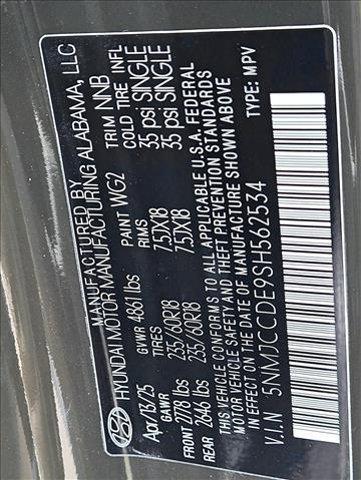 MANUFACTURED BY
HYUNDAI MOTOR MANUFACTURING ALABAMA, LLC
Apr/13/25 GVWR 4861 lbs PAINT WG2 TRIM NNB
GAWR TIRES RIMS COLD TIRE INFL
FRONT 2778 lbs 235/60R18 7.5JX18 35 psi SINGLE
REAR 2646 lbs 235/60R18 7.5JX18 35 psi SINGLE
THIS VEHICLE CONFORMS TO ALL APPLICABLE U.S.A. FEDERAL
MOTOR VEHICLE SAFETY AND THEFT PREVENTION STANDARDS
IN EFFECT ON THE DATE OF MANUFACTURE SHOWN ABOVE
V.I.N 5NMJCCDE9SH562534 TYPE: MPV